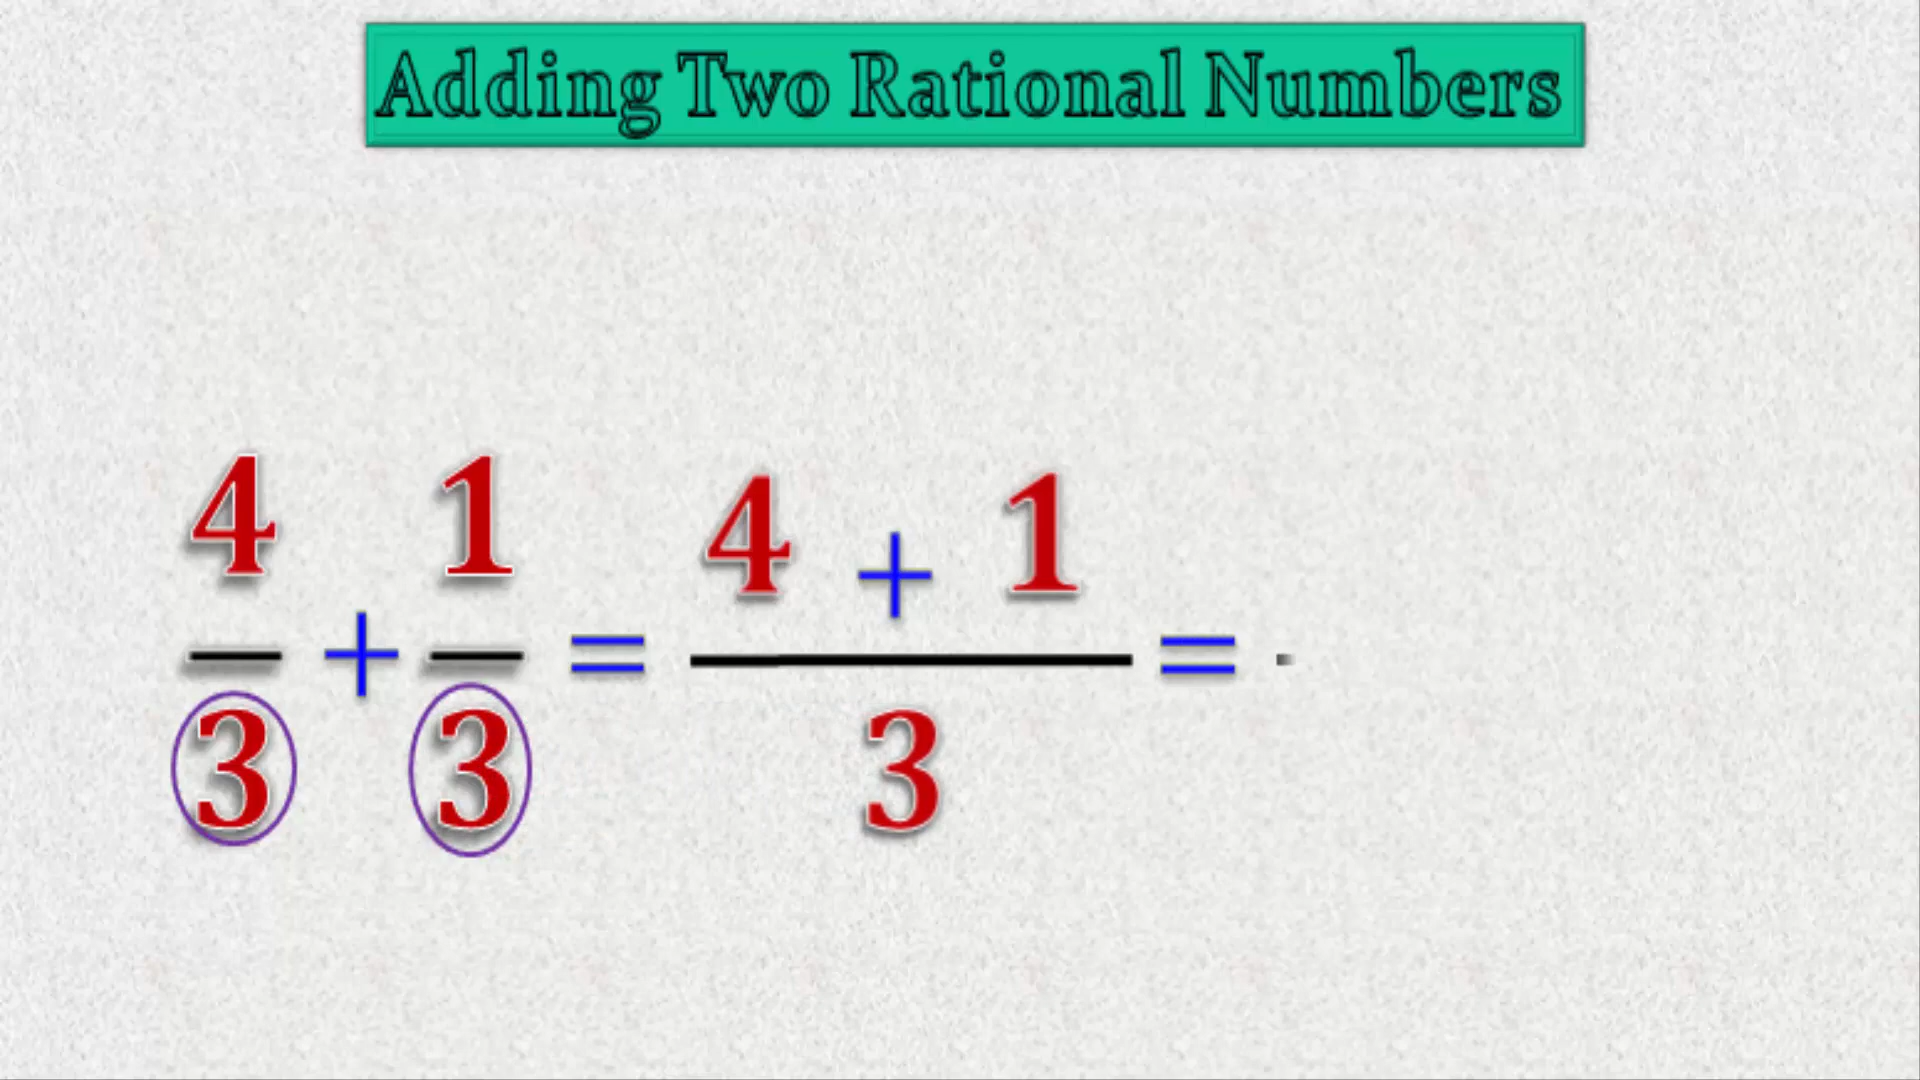 Adding Two Rational Numbers
4/3 + 1/3 = 4 + 1/3 =